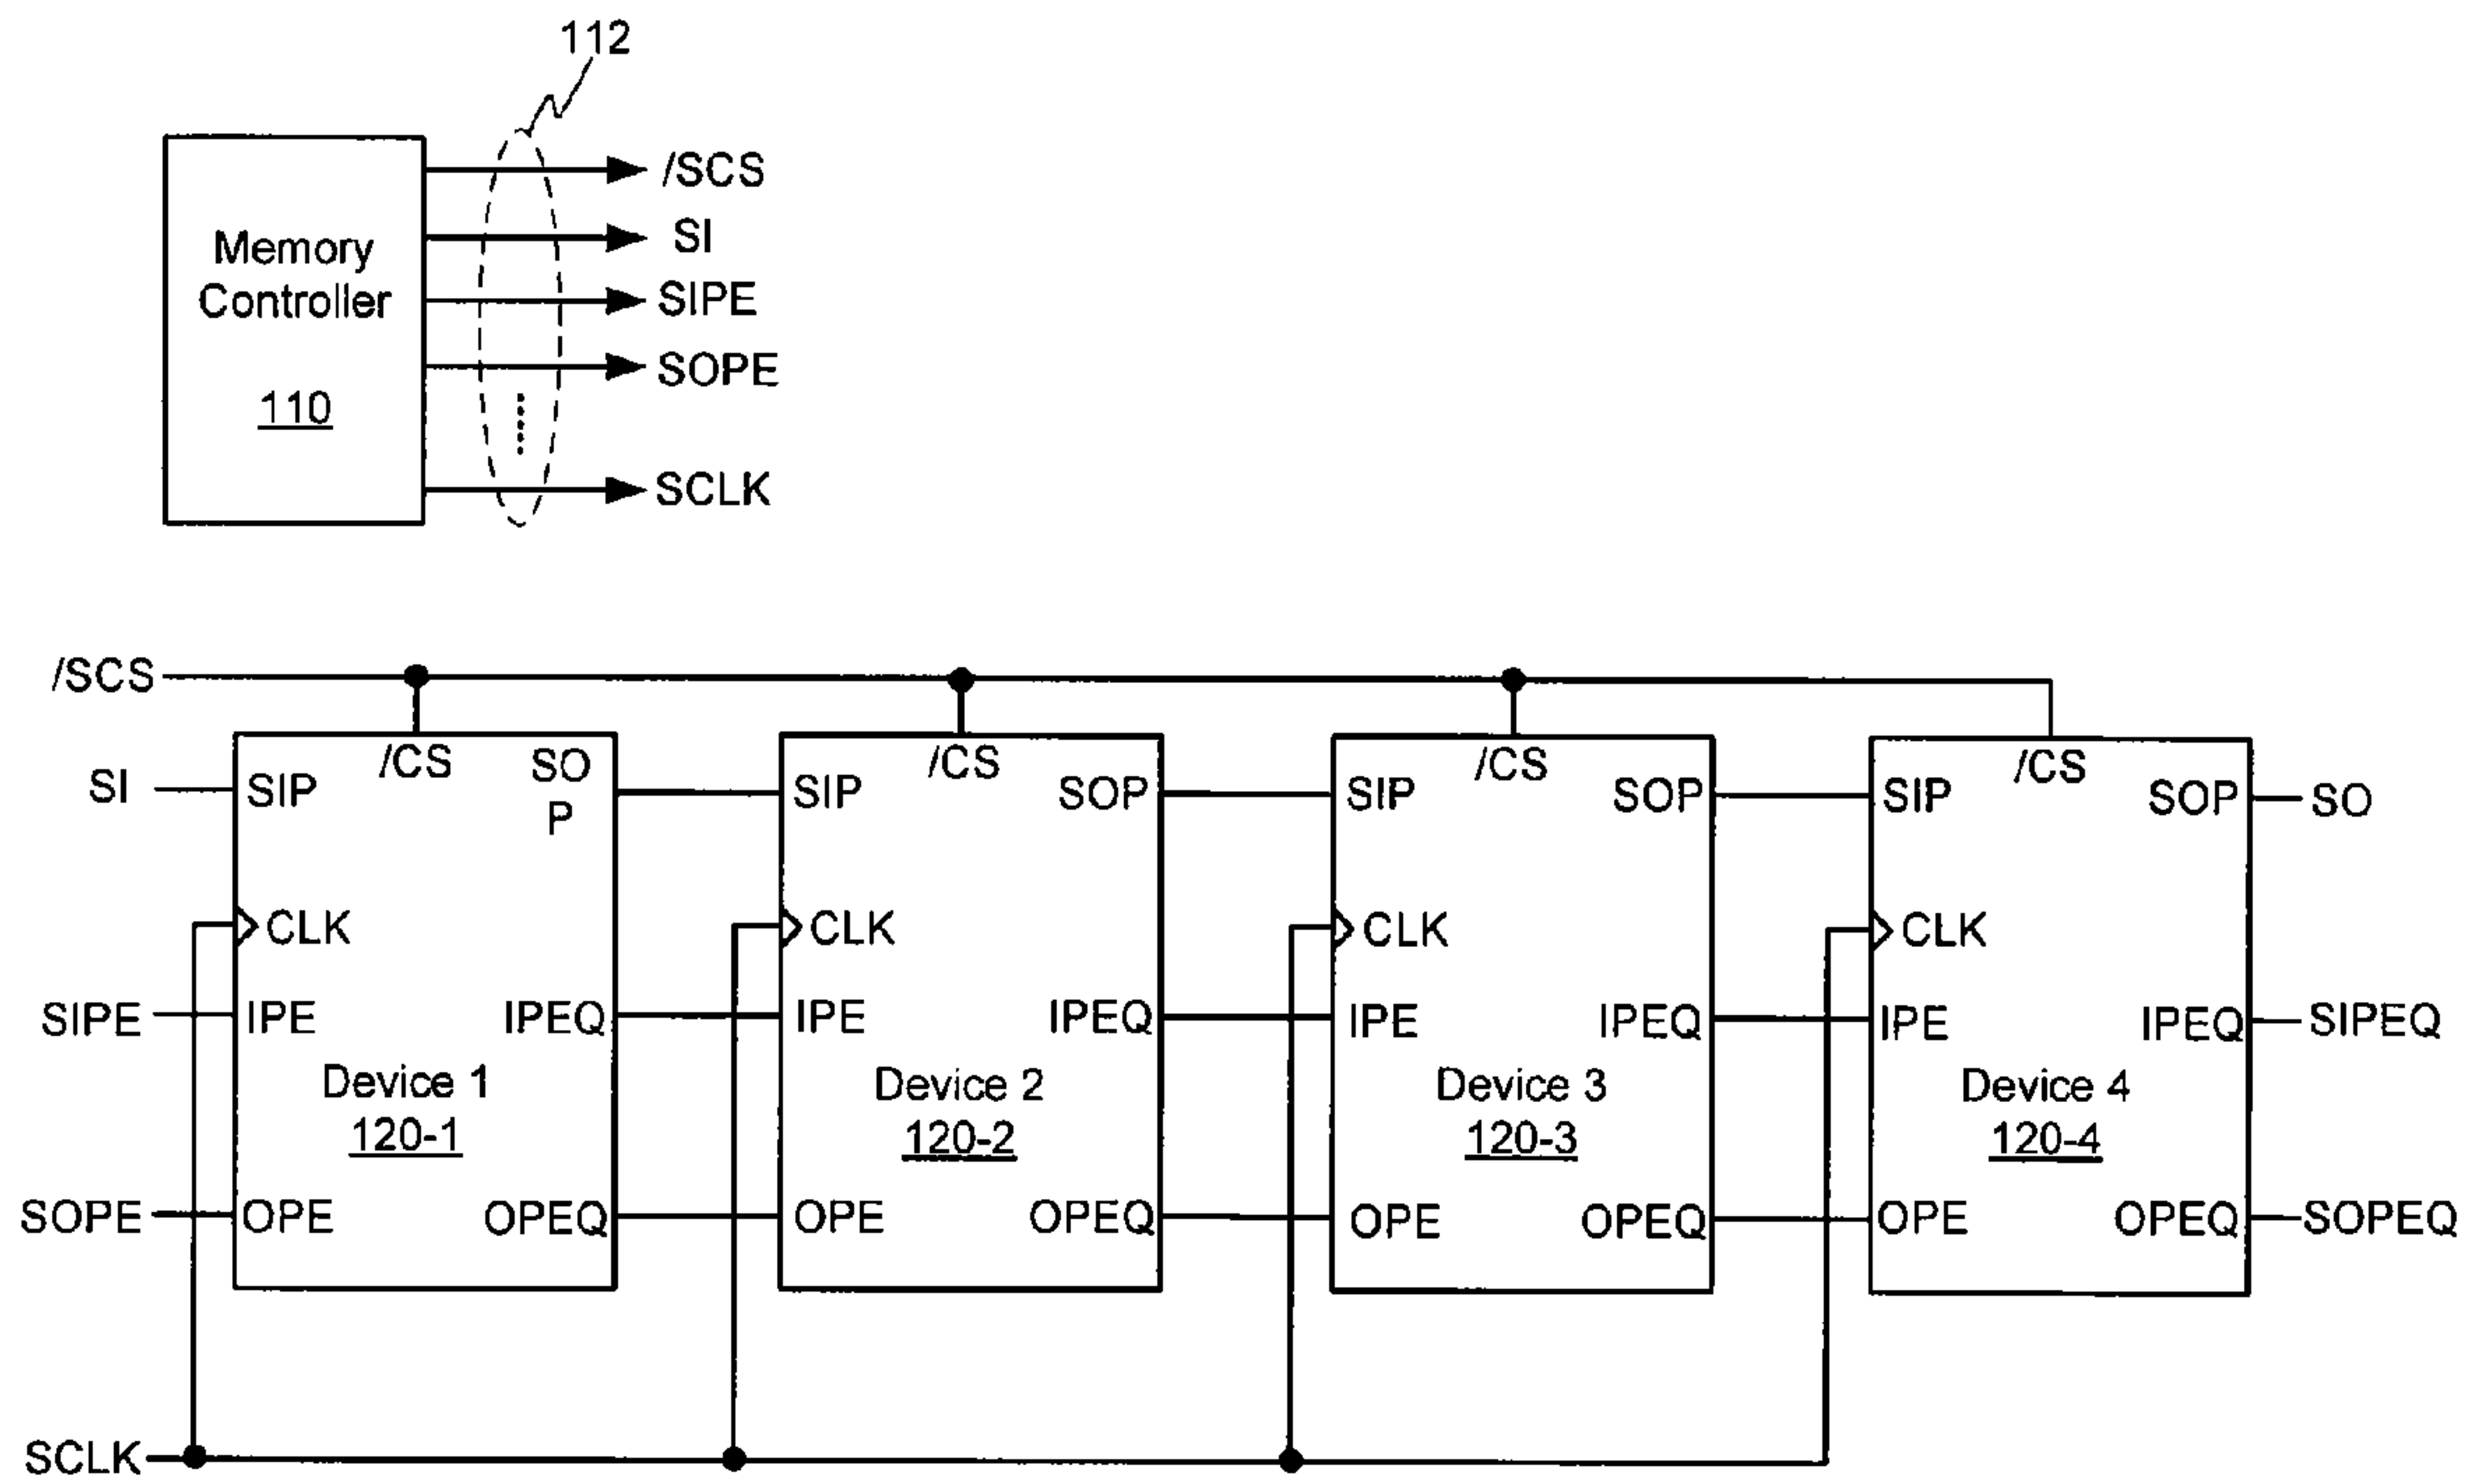 112
/SCS
SI
Memory
Controller
SIPE
SOPE
110
SCLK
/SCS
/CS
SO
P
/CS
/CS
/CS
SI
SIP
SIP
SOP
SIP
SOP
SIP
SOP
SO
CLK
CLK
CLK
CLK
SIPE
IPE
IPEQ
IPE
IPEQ
IPE
IPEQ
IPE
IPEQ
SIPEQ
Device 1
120-1
Device 2
120-2
Device 3
120-3
Device 4
120-4
SOPE
OPE
OPEQ
OPE
OPEQ
OPE
OPEQ
OPE
OPEQ
SOPEQ
SCLK